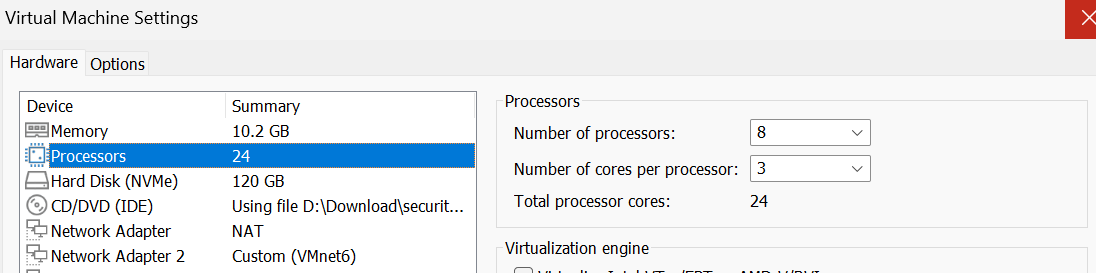 Virtual Machine Settings
Hardware Options
Device Summary
Memory 10.2 GB
Processors 24
Hard Disk (NVMe) 120 GB
CD/DVD (IDE) Using file D:\Download\securit...
Network Adapter NAT
Network Adapter 2 Custom (VMnet6)
Processors
Number of processors: 8
Number of cores per processor: 3
Total processor cores: 24
Virtualization engine